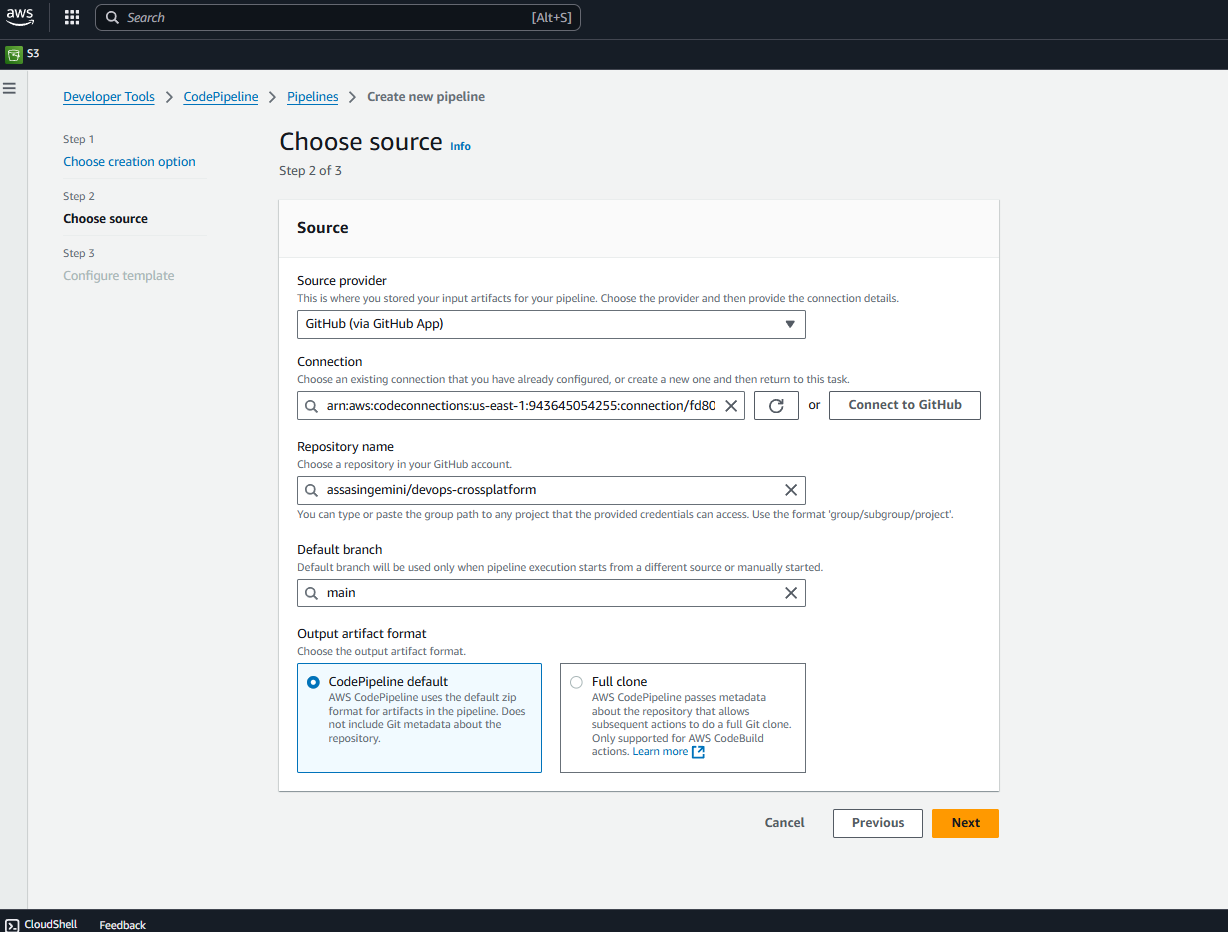 aws
Search
[Alt+S]
S3
Developer Tools
CodePipeline
Pipelines
Create new pipeline
Step 1
Choose creation option
Step 2
Choose source
Step 3
Configure template
Choose source Info
Step 2 of 3
Source
Source provider
This is where you stored your input artifacts for your pipeline. Choose the provider and then provide the connection details.
GitHub (via GitHub App)
Connection
Choose an existing connection that you have already configured, or create a new one and then return to this task.
arn:aws:codeconnections:us-east-1:943645054255:connection/fd80
or
Connect to GitHub
Repository name
Choose a repository in your GitHub account.
assasingemini/devops-crossplatform
You can type or paste the group path to any project that the provided credentials can access. Use the format 'group/subgroup/project'.
Default branch
Default branch will be used only when pipeline execution starts from a different source or manually started.
main
Output artifact format
Choose the output artifact format.
CodePipeline default
AWS CodePipeline uses the default zip
format for artifacts in the pipeline. Does
not include Git metadata about the
repository.
Full clone
AWS CodePipeline passes metadata
about the repository that allows
subsequent actions to do a full Git clone.
Only supported for AWS CodeBuild
actions. Learn more
Cancel
Previous
Next
CloudShell
Feedback